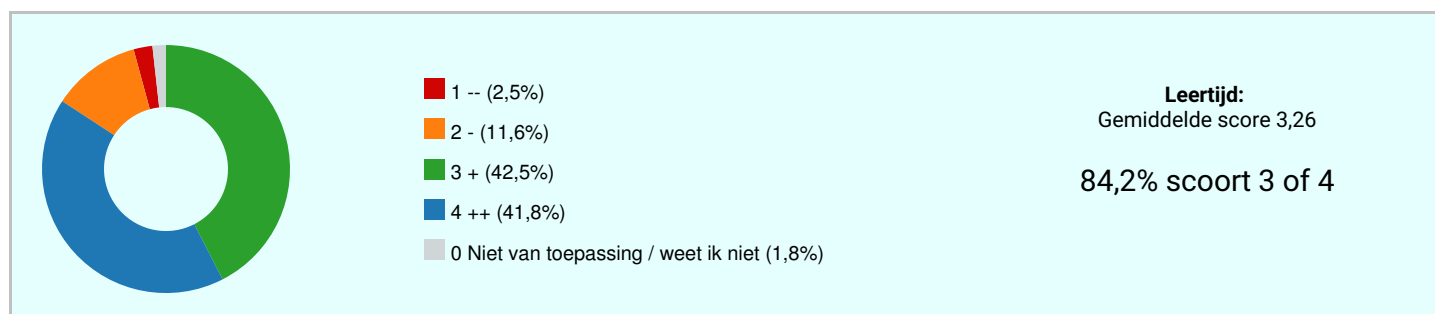 1 -- (2,5%)
2 - (11,6%)
3 + (42,5%)
4 ++ (41,8%)
0 Niet van toepassing / weet ik niet (1,8%)
Leertijd:
Gemiddelde score 3,26
84,2% scoort 3 of 4